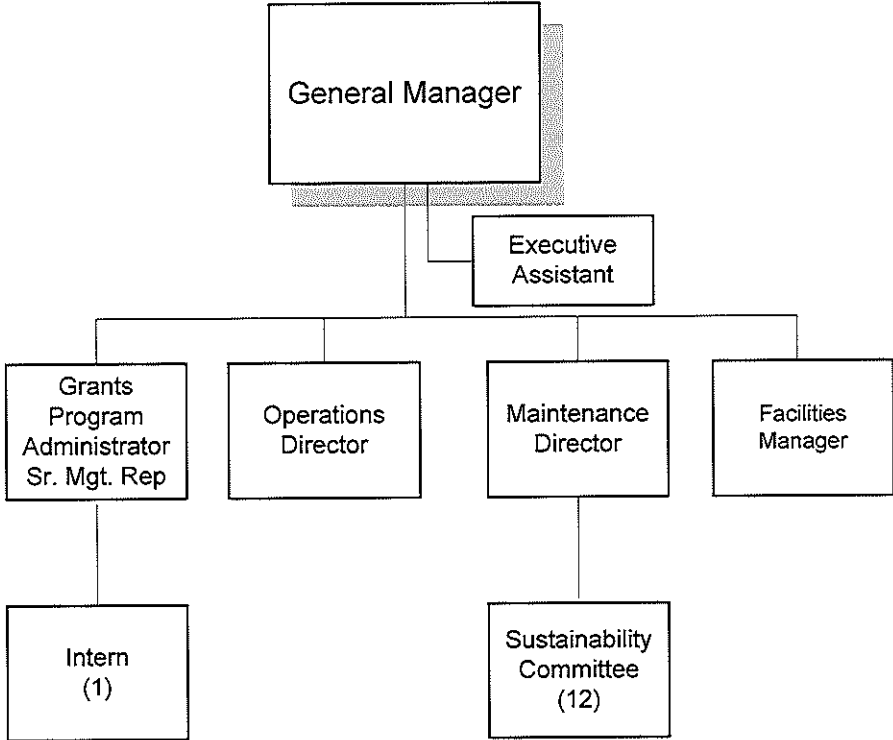 General Manager
Executive
Assistant
Grants
Program
Administrator
Sr. Mgt. Rep
Operations
Director
Maintenance
Director
Facilities
Manager
Intern
(1)
Sustainability
Committee
(12)